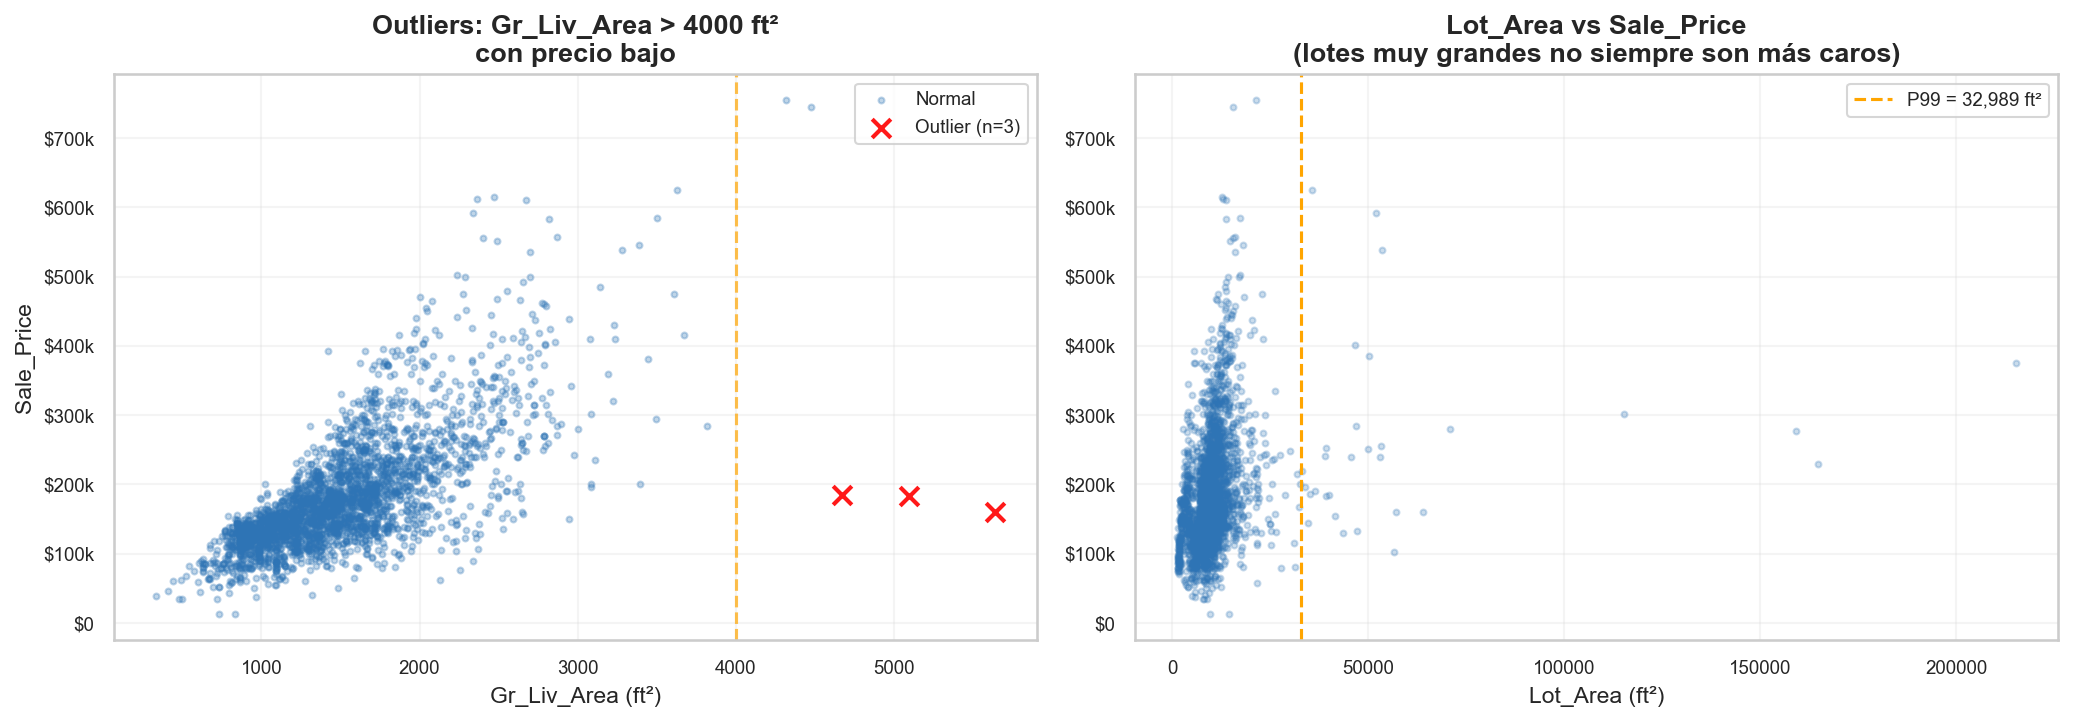 Outliers: Gr_Liv_Area > 4000 ft²
con precio bajo
Normal
Outlier (n=3)
$700k
$600k
$500k
$400k
$300k
$200k
$100k
$0
Sale_Price
1000
2000
3000
4000
5000
Gr_Liv_Area (ft²)
Lot_Area vs Sale_Price
(lotes muy grandes no siempre son más caros)
P99 = 32,989 ft²
$700k
$600k
$500k
$400k
$300k
$200k
$100k
$0
0
50000
100000
150000
200000
Lot_Area (ft²)